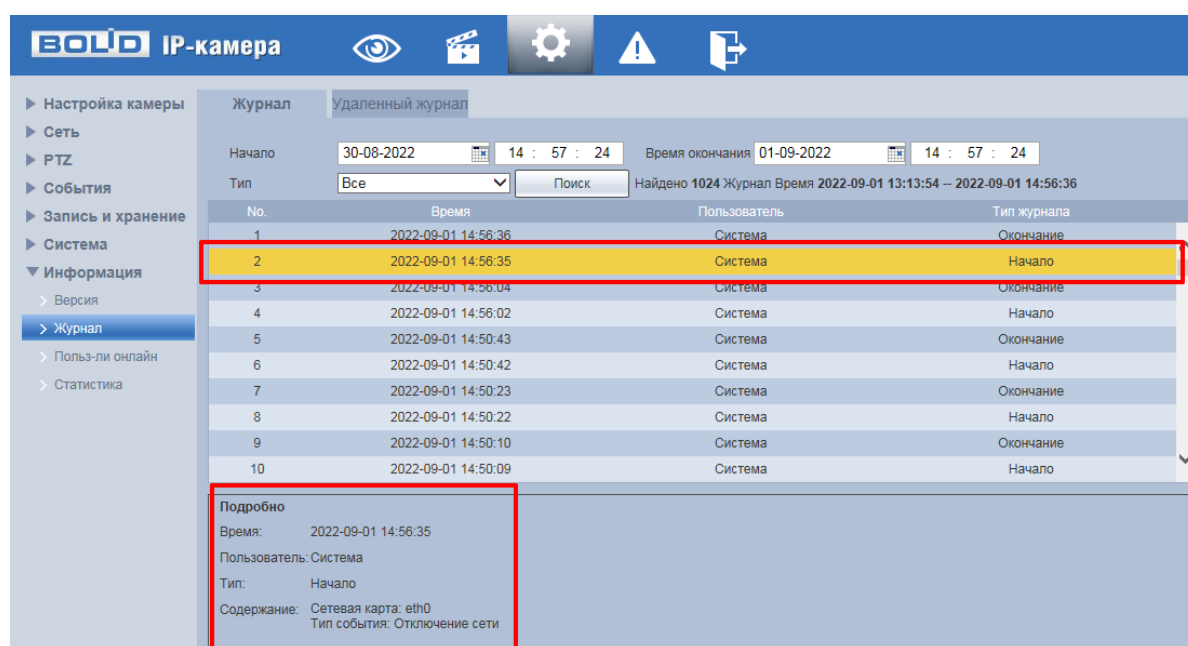 BOLID IP-камера
Настройка камеры
Сеть
PTZ
События
Запись и хранение
Система
Информация
Версия
Журнал
Польз-ли онлайн
Статистика
Журнал Удаленный журнал
Начало 30-08-2022 14 : 57 : 24 Время окончания 01-09-2022 14 : 57 : 24
Тип Все Поиск Найдено 1024 Журнал Время 2022-09-01 13:13:54 -- 2022-09-01 14:56:36
No. Время Пользователь Тип журнала
1 2022-09-01 14:56:36 Система Окончание
2 2022-09-01 14:56:35 Система Начало
3 2022-09-01 14:56:04 Система Окончание
4 2022-09-01 14:56:02 Система Начало
5 2022-09-01 14:50:43 Система Окончание
6 2022-09-01 14:50:42 Система Начало
7 2022-09-01 14:50:23 Система Окончание
8 2022-09-01 14:50:22 Система Начало
9 2022-09-01 14:50:10 Система Окончание
10 2022-09-01 14:50:09 Система Начало
Подробно
Время: 2022-09-01 14:56:35
Пользователь: Система
Тип: Начало
Содержание: Сетевая карта: eth0
Тип события: Отключение сети